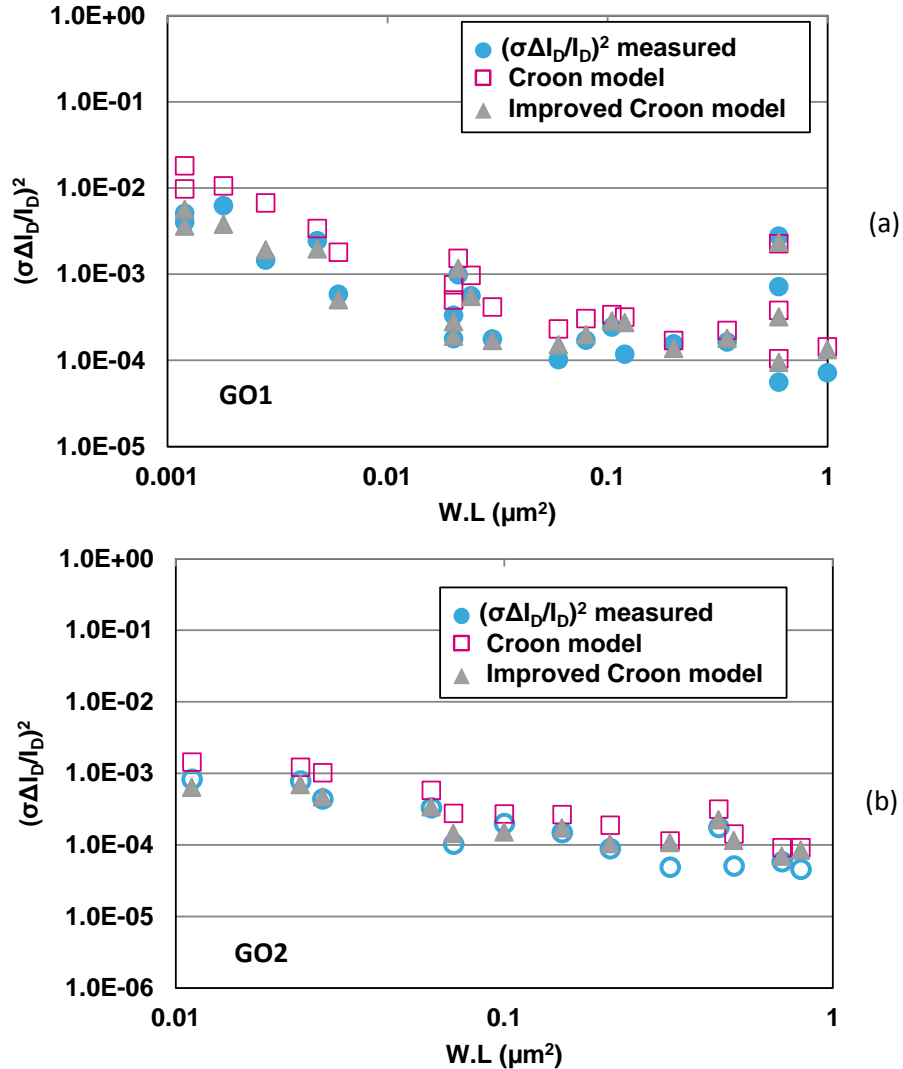 1.0E+00
1.0E-01
1.0E-02
1.0E-03
1.0E-04
1.0E-05
(σΔI_D/I_D)²
(σΔI_D/I_D)² measured
Croon model
Improved Croon model
(a)
GO1
0.001
0.01
0.1
1
W.L (µm²)
1.0E+00
1.0E-01
1.0E-02
1.0E-03
1.0E-04
1.0E-05
1.0E-06
(σΔI_D/I_D)²
(σΔI_D/I_D)² measured
Croon model
Improved Croon model
(b)
GO2
0.01
0.1
1
W.L (µm²)